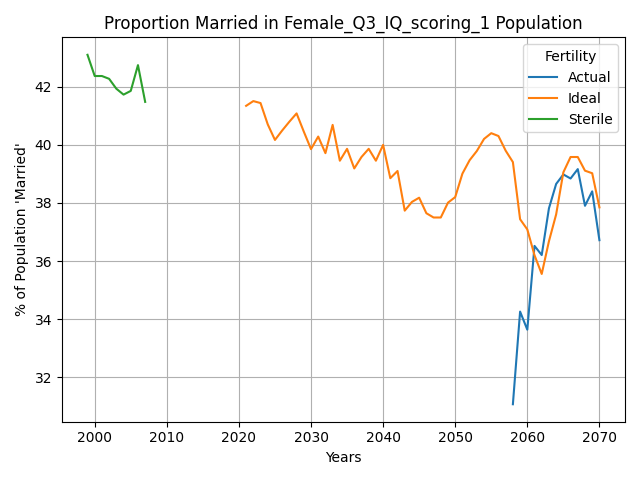 Proportion Married in Female_Q3_IQ_scoring_1 Population
Fertility
Actual
Ideal
Sterile
% of Population 'Married'
42
40
38
36
34
32
2000
2010
2020
2030
2040
2050
2060
2070
Years